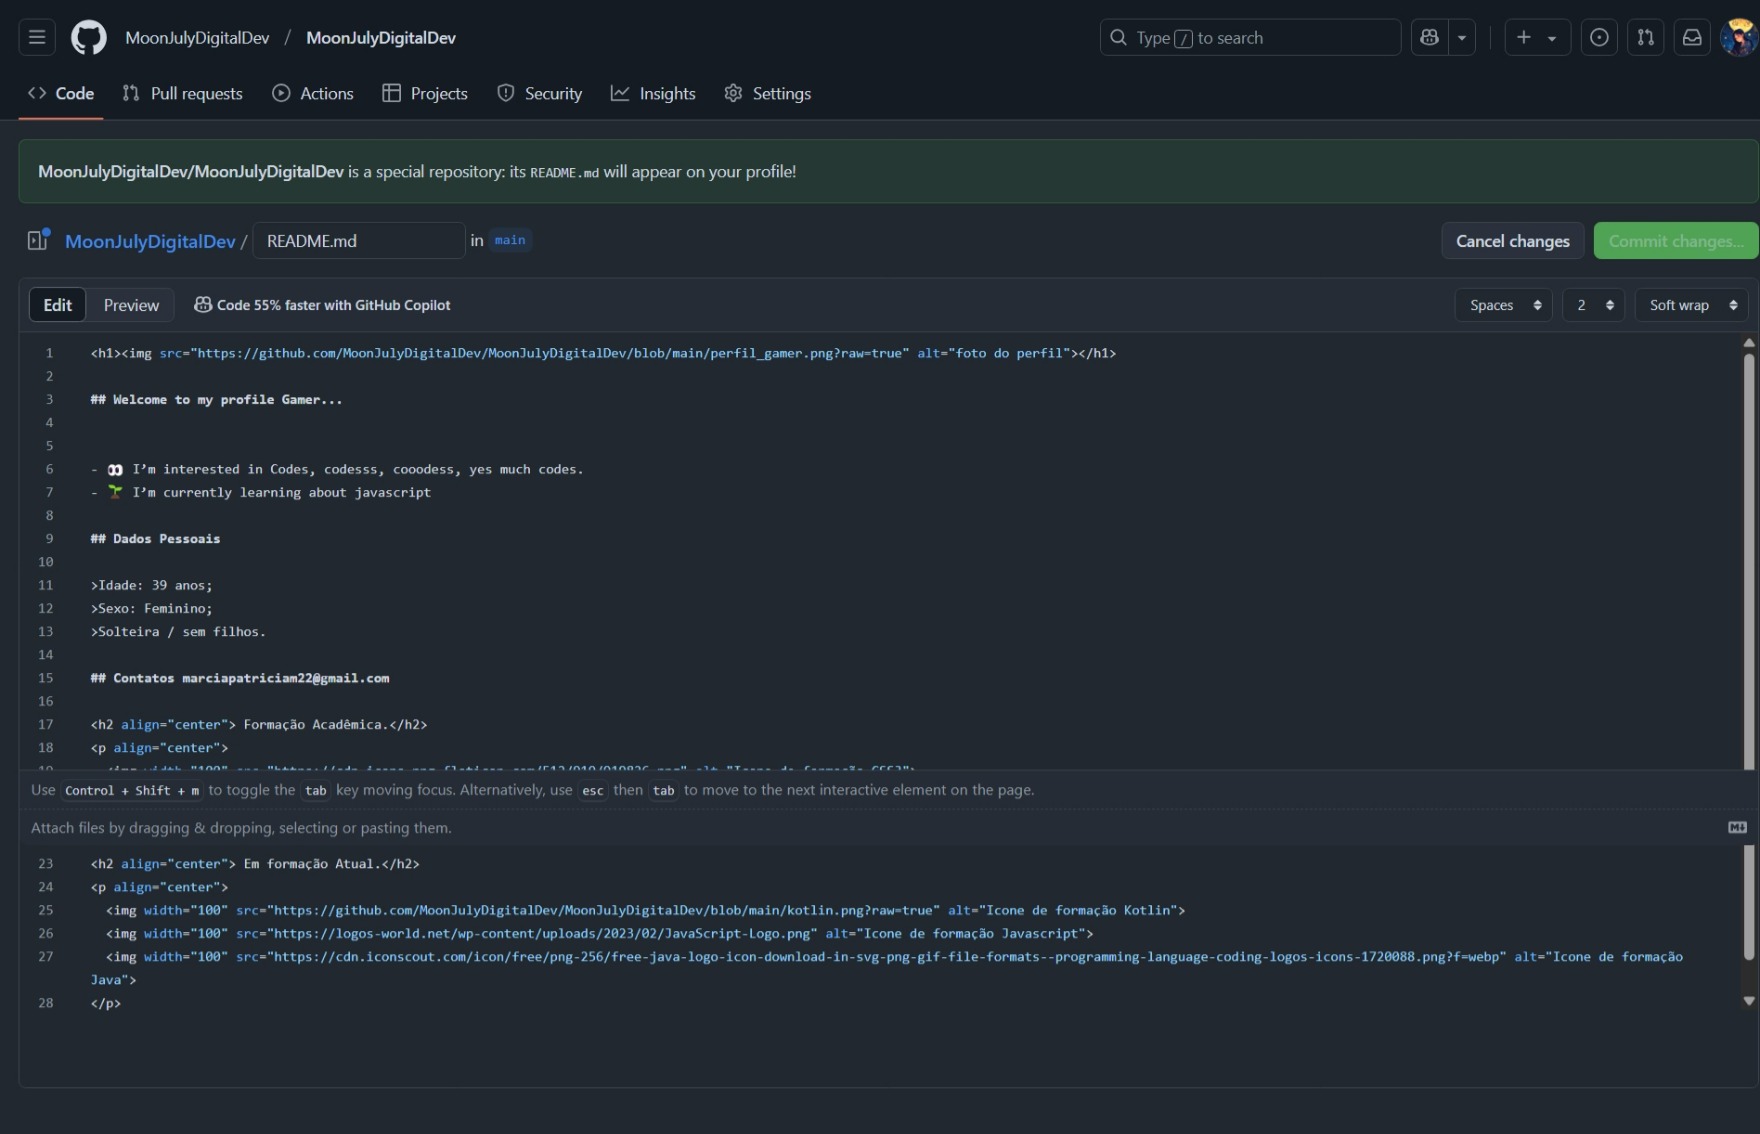 MoonJulyDigitalDev / MoonJulyDigitalDev
Type / to search
Code
Pull requests
Actions
Projects
Security
Insights
Settings
MoonJulyDigitalDev/MoonJulyDigitalDev is a special repository: its README.md will appear on your profile!
MoonJulyDigitalDev / README.md in main
Cancel changes
Commit changes...
Edit
Preview
Code 55% faster with GitHub Copilot
Spaces
2
Soft wrap
1 <h1><img src="https://github.com/MoonJulyDigitalDev/MoonJulyDigitalDev/blob/main/perfil_gamer.png?raw=true" alt="foto do perfil"></h1>
2
3 ## Welcome to my profile Gamer...
4
5
6 - 👀 I’m interested in Codes, codesss, cooodess, yes much codes.
7 - 🌱 I’m currently learning about javascript
8
9 ## Dados Pessoais
10
11 >Idade: 39 anos;
12 >Sexo: Feminino;
13 >Solteira / sem filhos.
14
15 ## Contatos marciapatriciam22@gmail.com
16
17 <h2 align="center"> Formação Acadêmica.</h2>
18 <p align="center">
Use Control + Shift + m to toggle the tab key moving focus. Alternatively, use esc then tab to move to the next interactive element on the page.
Attach files by dragging & dropping, selecting or pasting them.
23 <h2 align="center"> Em formação Atual.</h2>
24 <p align="center">
25 <img width="100" src="https://github.com/MoonJulyDigitalDev/MoonJulyDigitalDev/blob/main/kotlin.png?raw=true" alt="Icone de formação Kotlin">
26 <img width="100" src="https://logos-world.net/wp-content/uploads/2023/02/JavaScript-Logo.png" alt="Icone de formação Javascript">
27 <img width="100" src="https://cdn.iconscout.com/icon/free/png-256/free-java-logo-icon-download-in-svg-png-gif-file-formats--programming-language-coding-logos-icons-1720088.png?f=webp" alt="Icone de formação
Java">
28 </p>